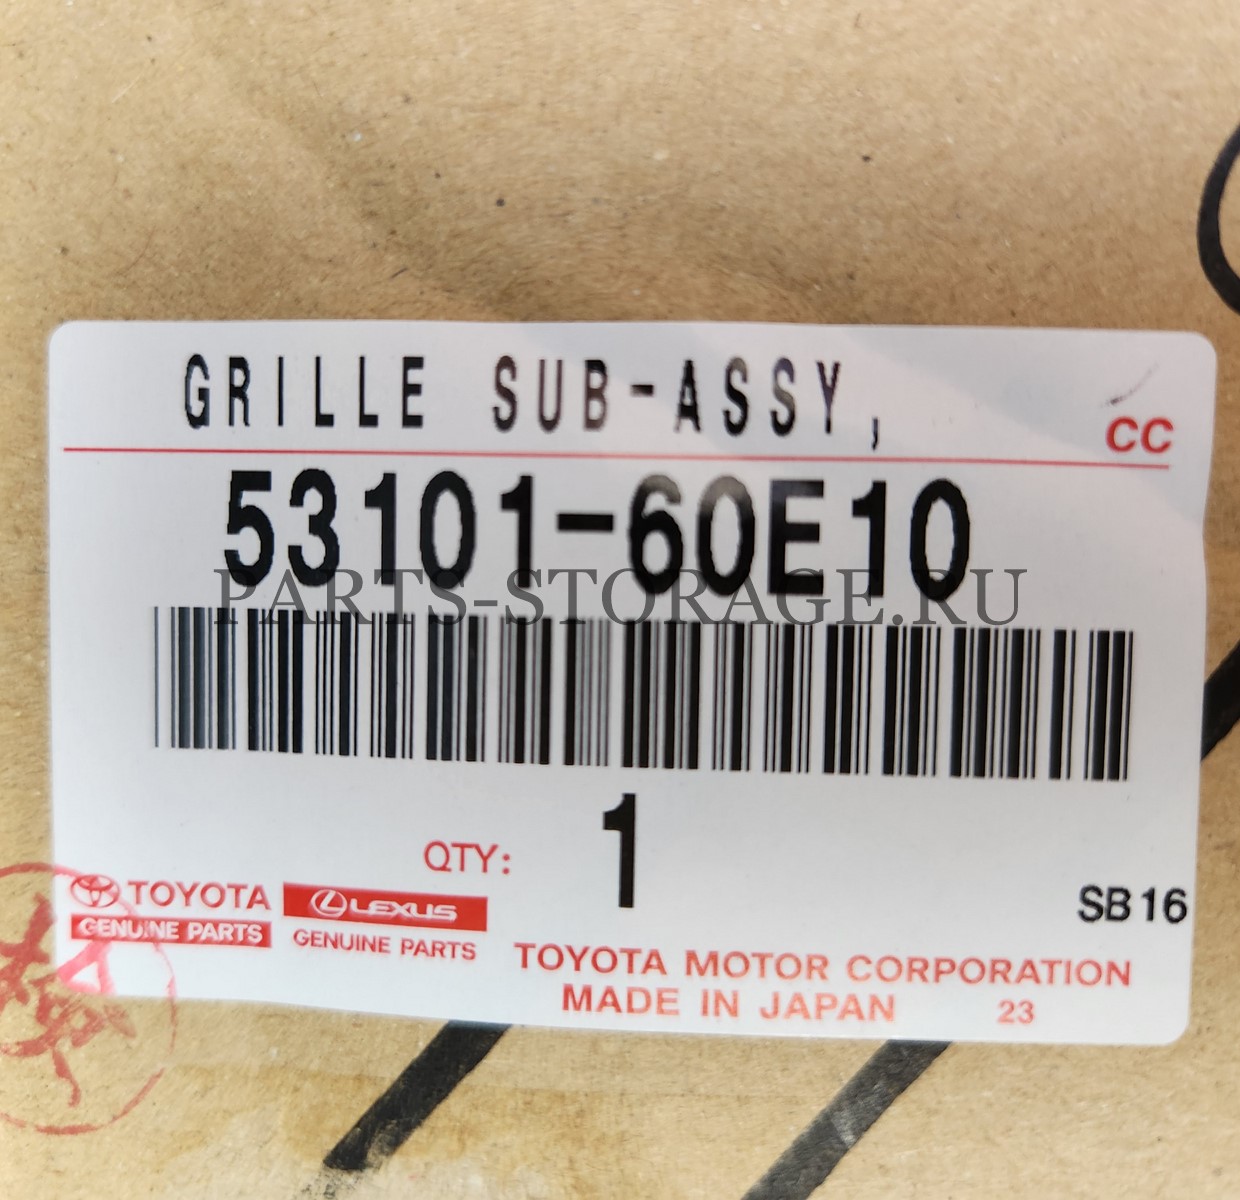 GRILLE SUB-ASSY,
CC
53101-60E10
PARTS-STORAGE.RU
QTY: 1
SB16
TOYOTA
GENUINE PARTS
LEXUS
GENUINE PARTS
TOYOTA MOTOR CORPORATION
MADE IN JAPAN 23